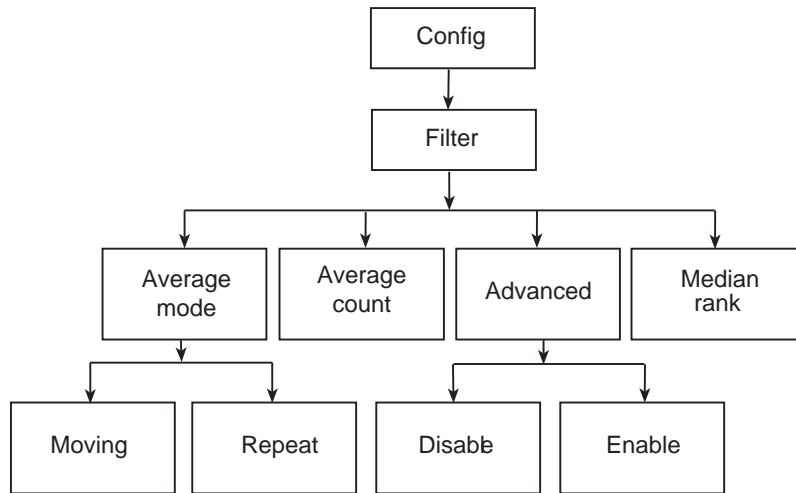 Config
Filter
Average
mode
Average
count
Advanced
Median
rank
Moving
Repeat
Disable
Enable